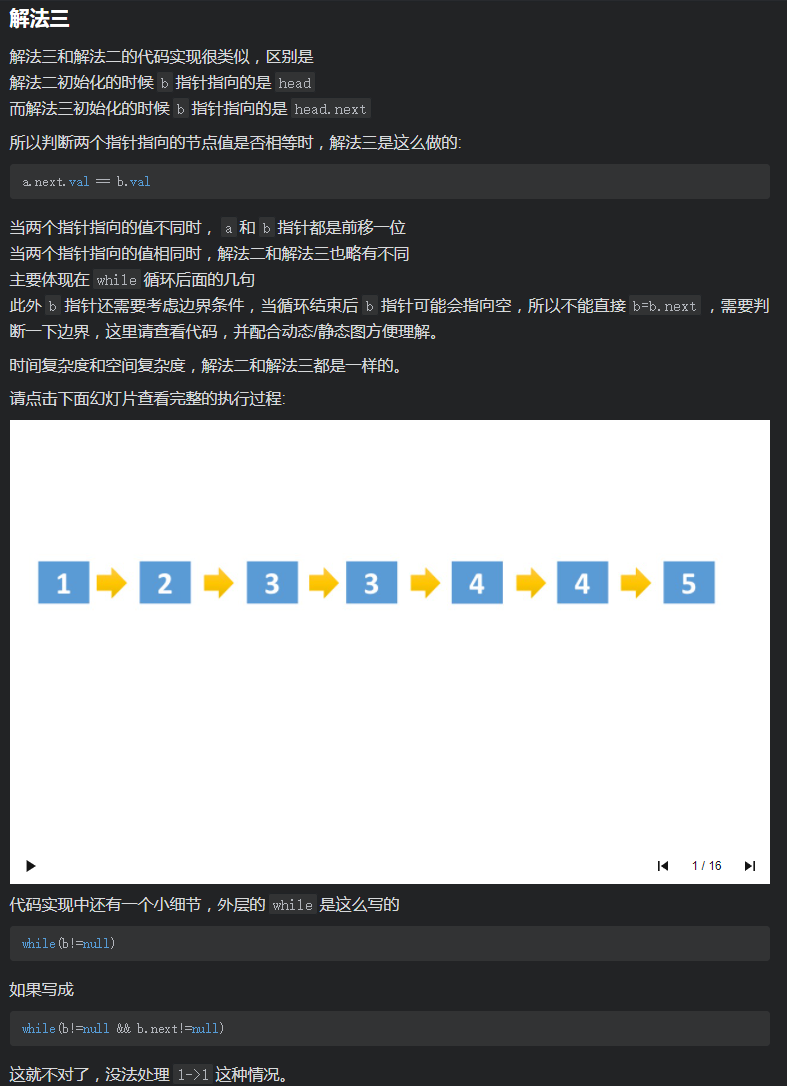 解法三
解法三和解法二的代码实现很类似，区别是
解法二初始化的时候 b 指针指向的是 head
而解法三初始化的时候 b 指针指向的是 head.next
所以判断两个指针指向的节点值是否相等时，解法三是这么做的:
a.next.val == b.val
当两个指针指向的值不同时， a 和 b 指针都是前移一位
当两个指针指向的值相同时，解法二和解法三也略有不同
主要体现在 while 循环后面的几句
此外 b 指针还需要考虑边界条件，当循环结束后 b 指针可能会指向空，所以不能直接 b=b.next ，需要判
断一下边界，这里请查看代码，并配合动态/静态图方便理解。
时间复杂度和空间复杂度，解法二和解法三都是一样的。
请点击下面幻灯片查看完整的执行过程:
1 2 3 3 4 4 5
1 / 16
代码实现中还有一个小细节，外层的 while 是这么写的
while(b!=null)
如果写成
while(b!=null && b.next!=null)
这就不对了，没法处理 1->1 这种情况。